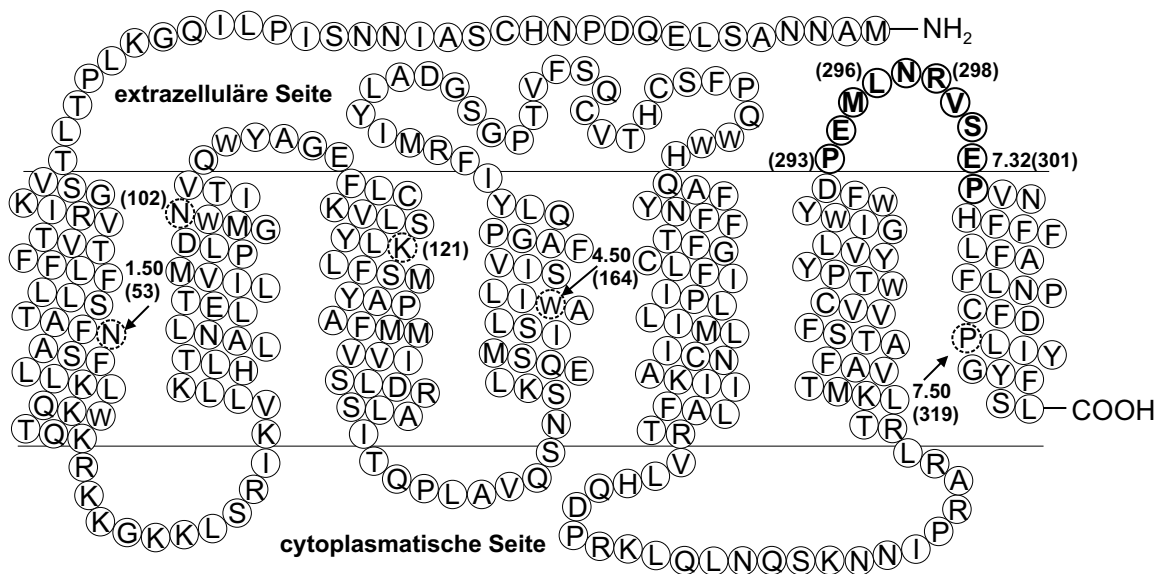 T L T P L K G Q I L P I S N N I A S C H N P D Q E L S A N N A M NH2
extrazelluläre Seite
Q W Y A G E
I F R M I Y L A D G S G P T V F S Q C V T H C S F P Q W W H
(296)
(298)
P E M L N R V S E P
(293)
7.32(301)
V S G
K I R V
T V T
F F L F
L L S
T A F N
A S F
L L K L
Q K W
T Q K
1.50
(53)
R K K G K K L S R I K
(102)
V T I
N W M G
D L P
M V I L
T E L
L N A L
T L H
K L L V
F L C
K V L S
Y L K
(121)
L F S M
Y A P
A F M M
V V I
S L D R
S L A
I T Q P L A V Q S N S
Y L Q
P G A F
V I S
L I W A
L S I
M S Q E
L K S
4.50
(164)
Q A F
Y N F F
T F G
C L F I
I P L
L I M L
I C N
A K I I
F A L
T R
V L H Q D P R K L Q L N Q S K N N I P R A R L
D F W
Y W I G
L V Y
Y P T W
C V V
F S T A
F A V
T M K L
T R
V N
H F F F
L F A
F L N P
C F D
P L I Y
G Y F
S L COOH
7.50
(319)
cytoplasmatische Seite